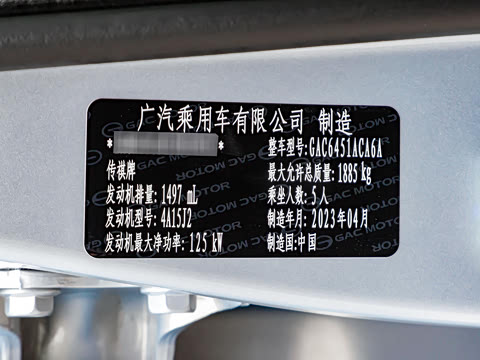 广汽乘用车有限公司 制造
* *
整车型号: GAC6451ACA6A
传祺牌
最大允许总质量: 1885 kg
发动机排量: 1497 mL
乘坐人数: 5 人
发动机型号: 4A15J2
制造年月: 2023年04月
发动机最大净功率: 125 kW
制造国:中国
GAC MOTOR